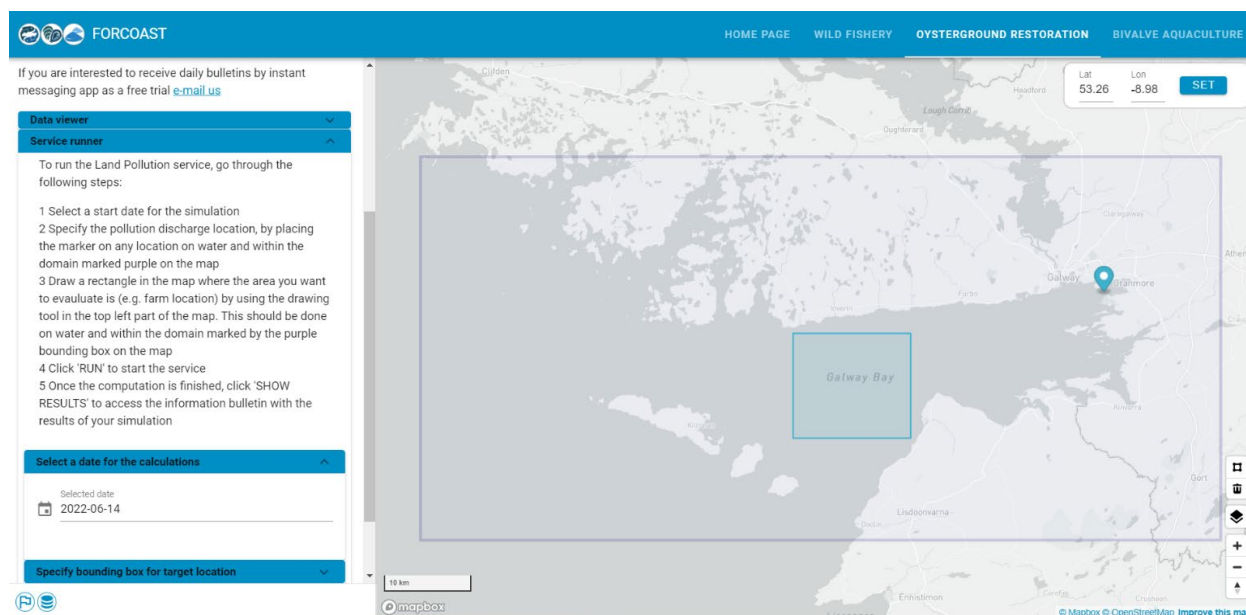 FORCOAST
HOME PAGE WILD FISHERY OYSTERGROUND RESTORATION BIVALVE AQUACULTURE
If you are interested to receive daily bulletins by instant
messaging app as a free trial e-mail us
Data viewer
Service runner
To run the Land Pollution service, go through the
following steps:
1 Select a start date for the simulation
2 Specify the pollution discharge location, by placing
the marker on any location on water and within the
domain marked purple on the map
3 Draw a rectangle in the map where the area you want
to evauluate is (e.g. farm location) by using the drawing
tool in the top left part of the map. This should be done
on water and within the domain marked by the purple
bounding box on the map
4 Click 'RUN' to start the service
5 Once the computation is finished, click 'SHOW
RESULTS' to access the information bulletin with the
results of your simulation
Select a date for the calculations
Selected date
2022-06-14
Specify bounding box for target location
Lat
53.26
Lon
-8.98
SET
Clifden
Headford
Lough Corrib
Oughterard
Claregalway
Galway
Oranmore
Inverin
Furbo
Galway Bay
Kilronan
Kinvarra
Gort
Lisdoonvarna
Doolin
Ennistimon
Corofin
Crusheen
10 km
mapbox
© Mapbox © OpenStreetMap Improve this ma